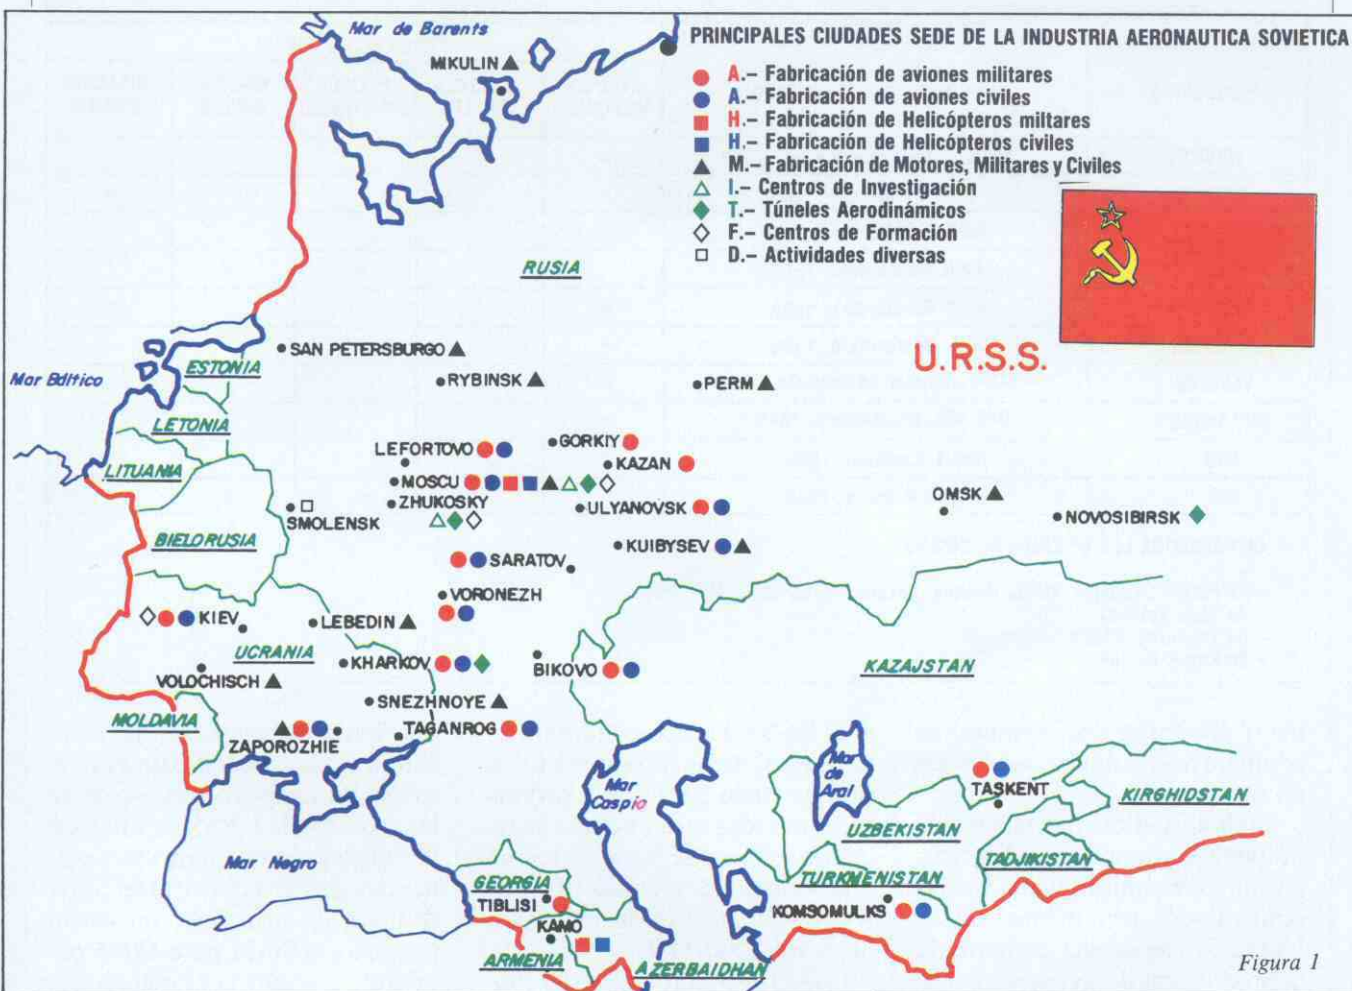 PRINCIPALES CIUDADES SEDE DE LA INDUSTRIA AERONAUTICA SOVIETICA
A.– Fabricación de aviones militares
A.– Fabricación de aviones civiles
H.– Fabricación de Helicópteros miltares
H.– Fabricación de Helicópteros civiles
M.– Fabricación de Motores, Militares y Civiles
I.– Centros de Investigación
T.– Túneles Aerodinámicos
F.– Centros de Formación
D.– Actividades diversas
U.R.S.S.
Mar de Barents
MIKULIN
RUSIA
SAN PETERSBURGO
ESTONIA
Mar Báltico
RYBINSK
PERM
LETONIA
LEFORTOVO
GORKIY
LITUANIA
KAZAN
MOSCU
ZHUKOSKY
OMSK
SMOLENSK
ULYANOVSK
NOVOSIBIRSK
BIELORUSIA
KUIBYSEV
SARATOV
VORONEZH
KIEV
LEBEDIN
UCRANIA
KHARKOV
BIKOVO
KAZAJSTAN
VOLOCHISCH
SNEZHNOYE
MOLDAVIA
ZAPOROZHIE
TAGANROG
Mar
Caspio
Mar
de
Aral
TASKENT
KIRGHIDSTAN
UZBEKISTAN
TADJIKISTAN
Mar Negro
GEORGIA
TIBLISI
TURKMENISTAN
KOMSOMULKS
KAMO
ARMENIA
AZERBAIDHAN
Figura 1